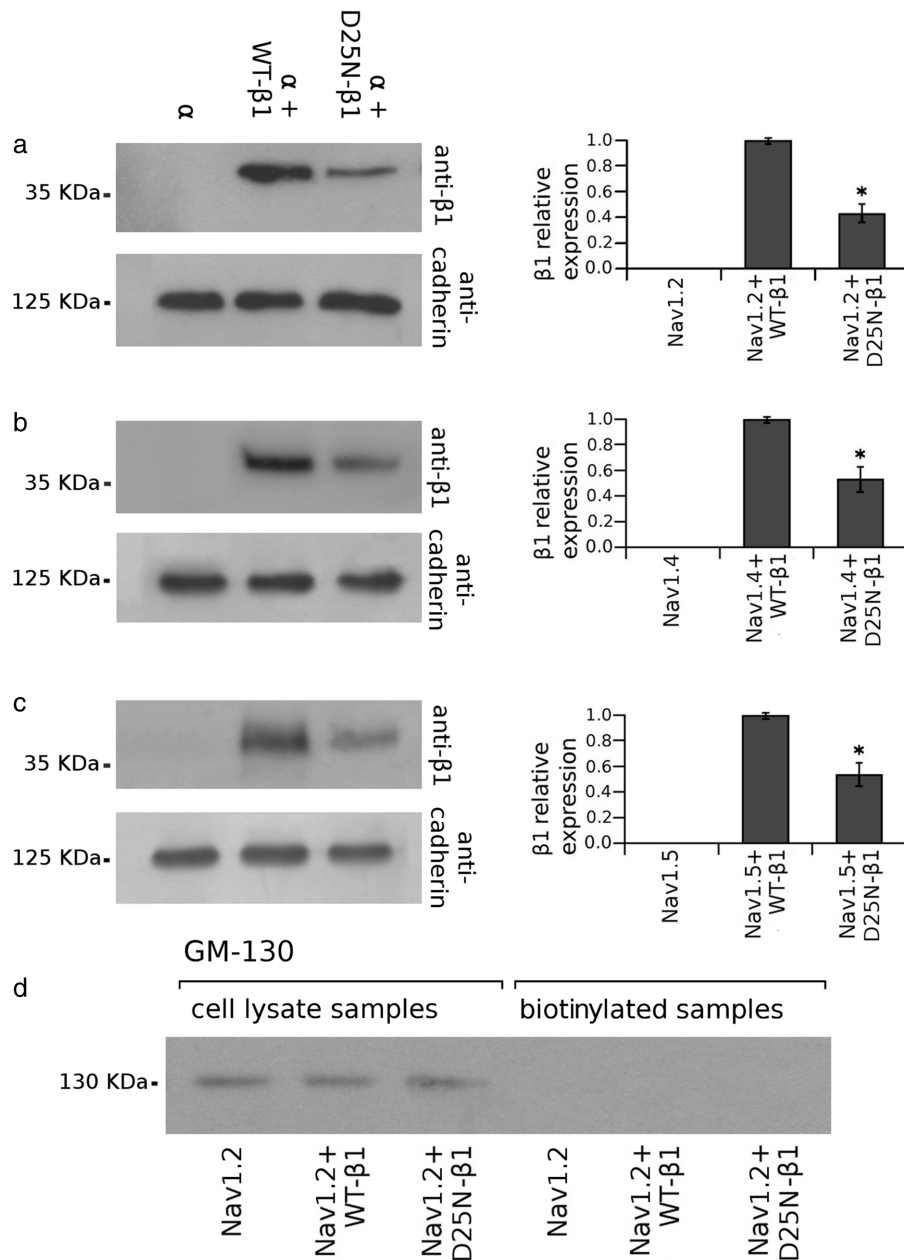 α
α +
WT-β1
α +
D25N-β1
a
35 KDa
anti-β1
125 KDa
anti-
cadherin
β1 relative
expression
1.0
0.8
0.6
0.4
0.2
0.0
*
Nav1.2
Nav1.2+
WT-β1
Nav1.2+
D25N-β1
b
35 KDa
anti-β1
125 KDa
anti-
cadherin
β1 relative
expression
1.0
0.8
0.6
0.4
0.2
0.0
*
Nav1.4
Nav1.4+
WT-β1
Nav1.4+
D25N-β1
c
35 KDa
anti-β1
125 KDa
anti-
cadherin
β1 relative
expression
1.0
0.8
0.6
0.4
0.2
0.0
*
Nav1.5
Nav1.5+
WT-β1
Nav1.5+
D25N-β1
GM-130
d
cell lysate samples
biotinylated samples
130 KDa
Nav1.2
Nav1.2+
WT-β1
Nav1.2+
D25N-β1
Nav1.2
Nav1.2+
WT-β1
Nav1.2+
D25N-β1